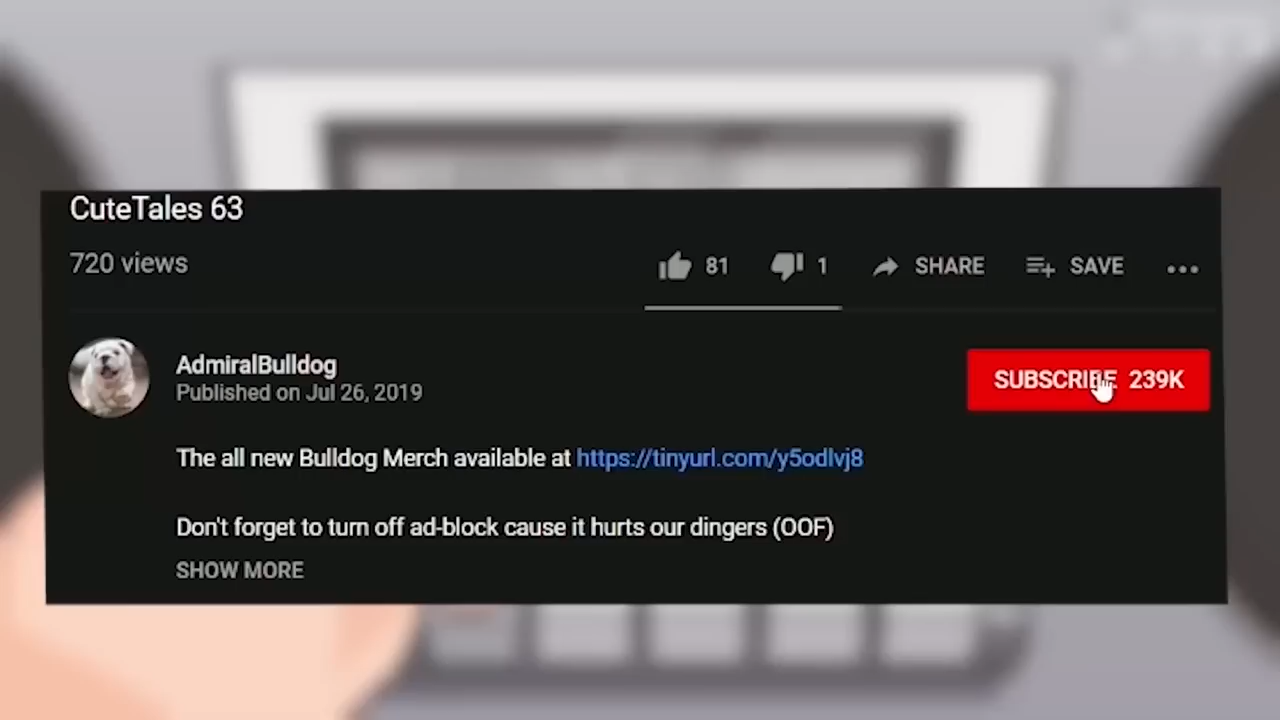 CuteTales 63
720 views
81 1 SHARE SAVE
AdmiralBulldog
Published on Jul 26, 2019
SUBSCRIBE 239K
The all new Bulldog Merch available at https://tinyurl.com/y5odlvj8
Don't forget to turn off ad-block cause it hurts our dingers (OOF)
SHOW MORE